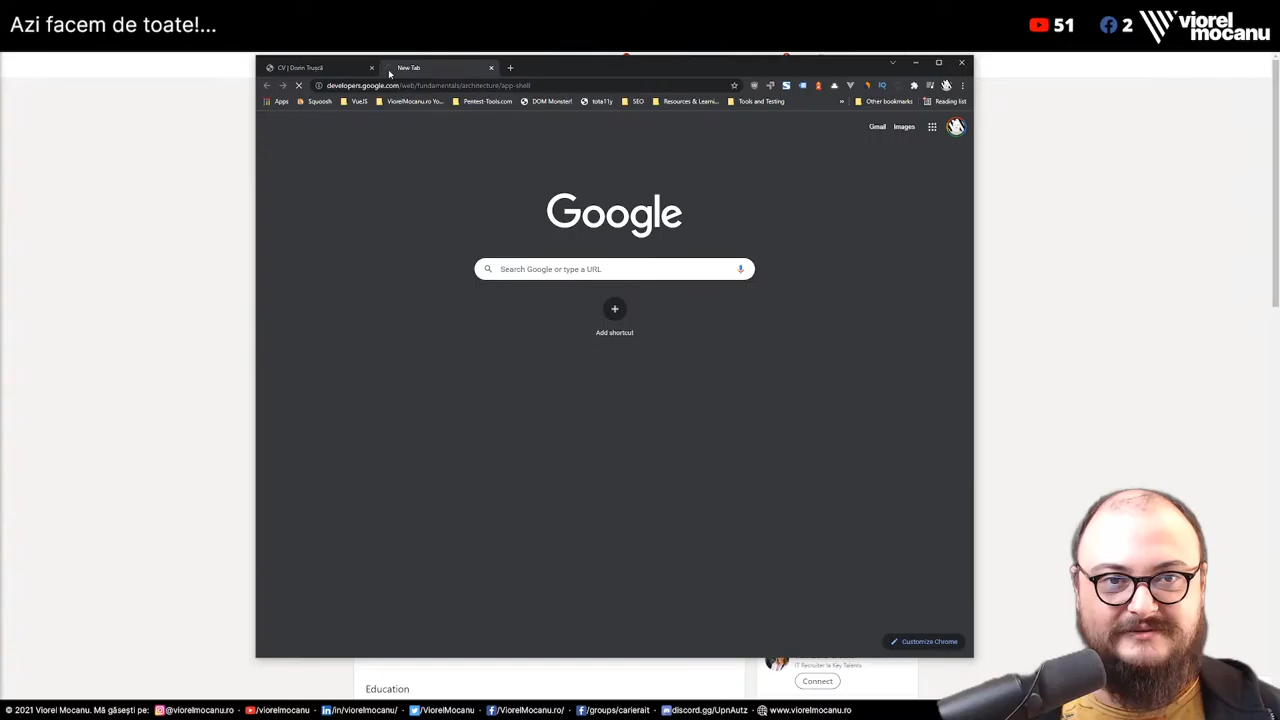 Azi facem de toate!...
51
2
viorel
mocanu
CV | Dorin Trușcă
New Tab
developers.google.com/web/fundamentals/architecture/app-shell
Apps
Squoosh
VueJS
ViorelMocanu.ro Yo...
Pentest-Tools.com
DOM Monster!
tota11y
SEO
Resources & Learni...
Tools and Testing
»
Other bookmarks
Reading list
Gmail
Images
Google
Search Google or type a URL
Add shortcut
Customize Chrome
IT Recruiter la Key Talents
Connect
Education
© 2021 Viorel Mocanu. Mă găsești pe: @viorelmocanu /viorelmocanu /in/viorelmocanu/ /ViorelMocanu /ViorelMocanu.ro/ /groups/carierait discord.gg/UpnAutz www.viorelmocanu.ro